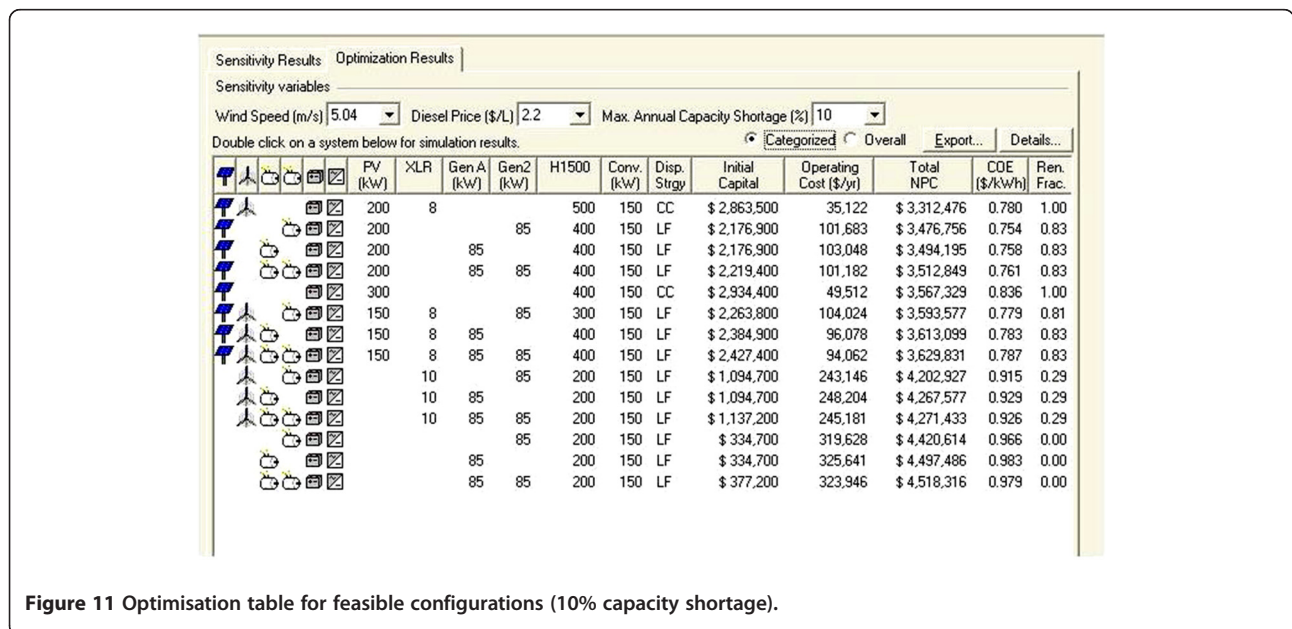 Sensitivity Results Optimization Results
Sensitivity variables
Wind Speed (m/s) 5.04 Diesel Price ($/L) 2.2 Max. Annual Capacity Shortage (%) 10
Double click on a system below for simulation results. Categorized Overall Export... Details...
PV (kW) XLR Gen A (kW) Gen2 (kW) H1500 Conv. (kW) Disp. Strgy Initial Capital Operating Cost ($/yr) Total NPC COE ($/kWh) Ren. Frac.
200 8 500 150 CC $ 2,863,500 35,122 $ 3,312,476 0.780 1.00
200 85 400 150 LF $ 2,176,900 101,683 $ 3,476,756 0.754 0.83
200 85 400 150 LF $ 2,176,900 103,048 $ 3,494,195 0.758 0.83
200 85 85 400 150 LF $ 2,219,400 101,182 $ 3,512,849 0.761 0.83
300 400 150 CC $ 2,934,400 49,512 $ 3,567,329 0.836 1.00
150 8 85 300 150 LF $ 2,263,800 104,024 $ 3,593,577 0.779 0.81
150 8 85 400 150 LF $ 2,384,900 96,078 $ 3,613,099 0.783 0.83
150 8 85 85 400 150 LF $ 2,427,400 94,062 $ 3,629,831 0.787 0.83
10 85 200 150 LF $ 1,094,700 243,146 $ 4,202,927 0.915 0.29
10 85 200 150 LF $ 1,094,700 248,204 $ 4,267,577 0.929 0.29
10 85 85 200 150 LF $ 1,137,200 245,181 $ 4,271,433 0.926 0.29
85 200 150 LF $ 334,700 319,628 $ 4,420,614 0.966 0.00
85 200 150 LF $ 334,700 325,641 $ 4,497,486 0.983 0.00
85 85 200 150 LF $ 377,200 323,946 $ 4,518,316 0.979 0.00
Figure 11 Optimisation table for feasible configurations (10% capacity shortage).